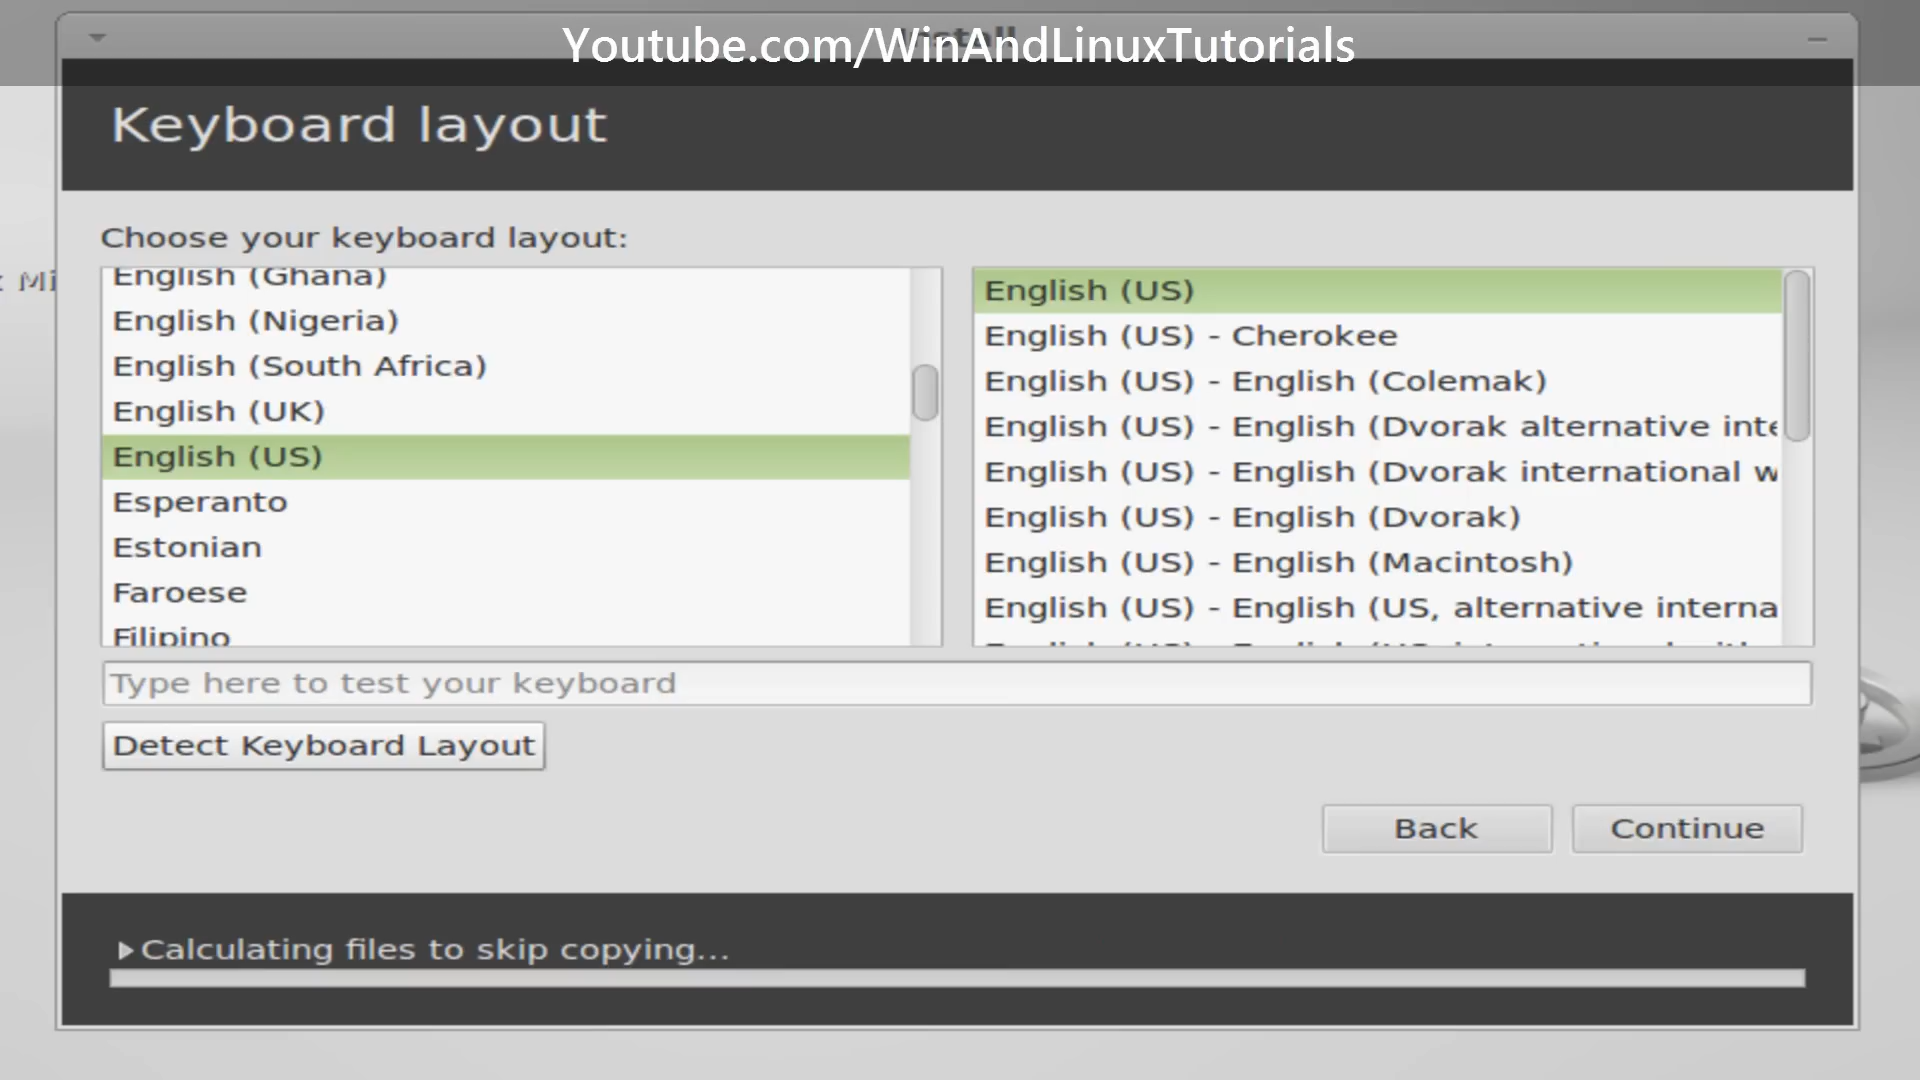 Youtube.com/WinAndLinuxTutorials
Install
Keyboard layout
Choose your keyboard layout:
English (Ghana)
English (Nigeria)
English (South Africa)
English (UK)
English (US)
Esperanto
Estonian
Faroese
Filipino
English (US)
English (US) - Cherokee
English (US) - English (Colemak)
English (US) - English (Dvorak alternative inte
English (US) - English (Dvorak international w
English (US) - English (Dvorak)
English (US) - English (Macintosh)
English (US) - English (US, alternative interna
Type here to test your keyboard
Detect Keyboard Layout
Back
Continue
Calculating files to skip copying...